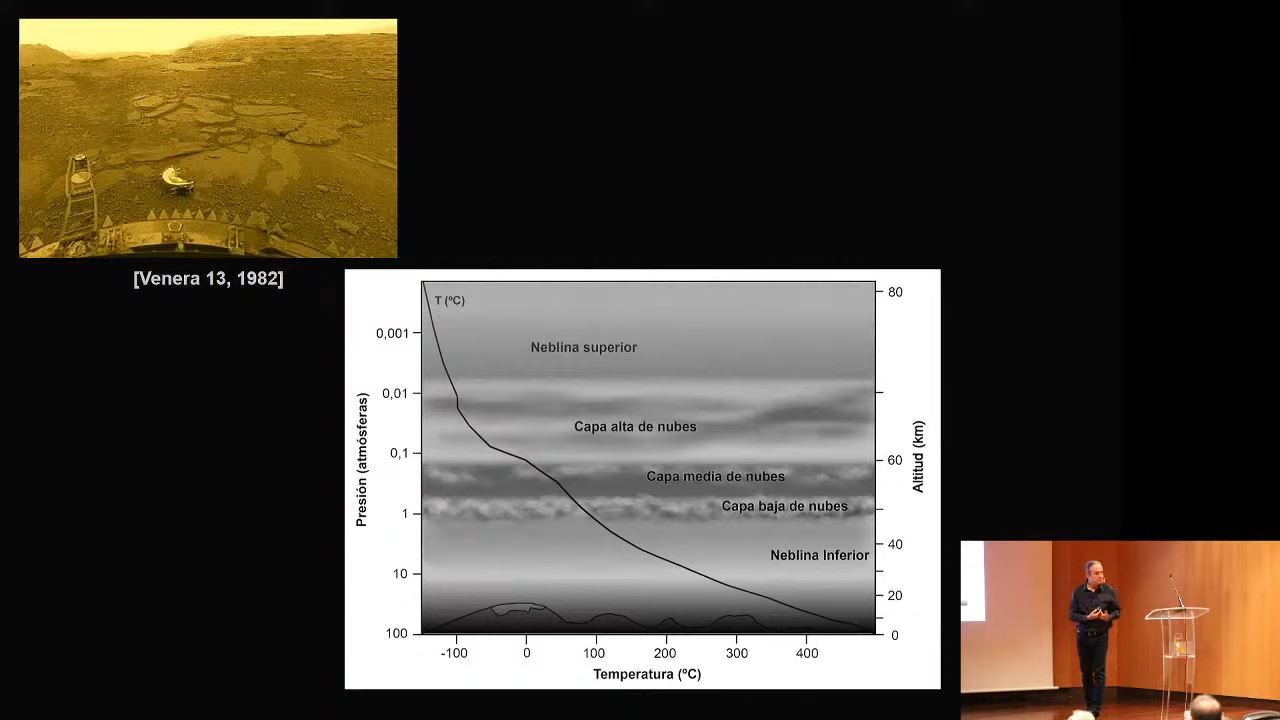 [Venera 13, 1982]
T (ºC)
0,001
0,01
0,1
1
10
100
Presión (atmósferas)
Neblina superior
Capa alta de nubes
Capa media de nubes
Capa baja de nubes
Neblina Inferior
80
60
40
20
0
Altitud (km)
-100
0
100
200
300
400
Temperatura (ºC)